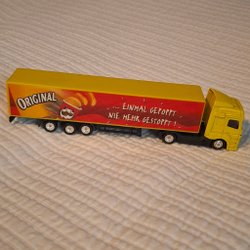 ORIGINAL
... EINMAL GEPOPPT -
NIE MEHR GESTOPPT!